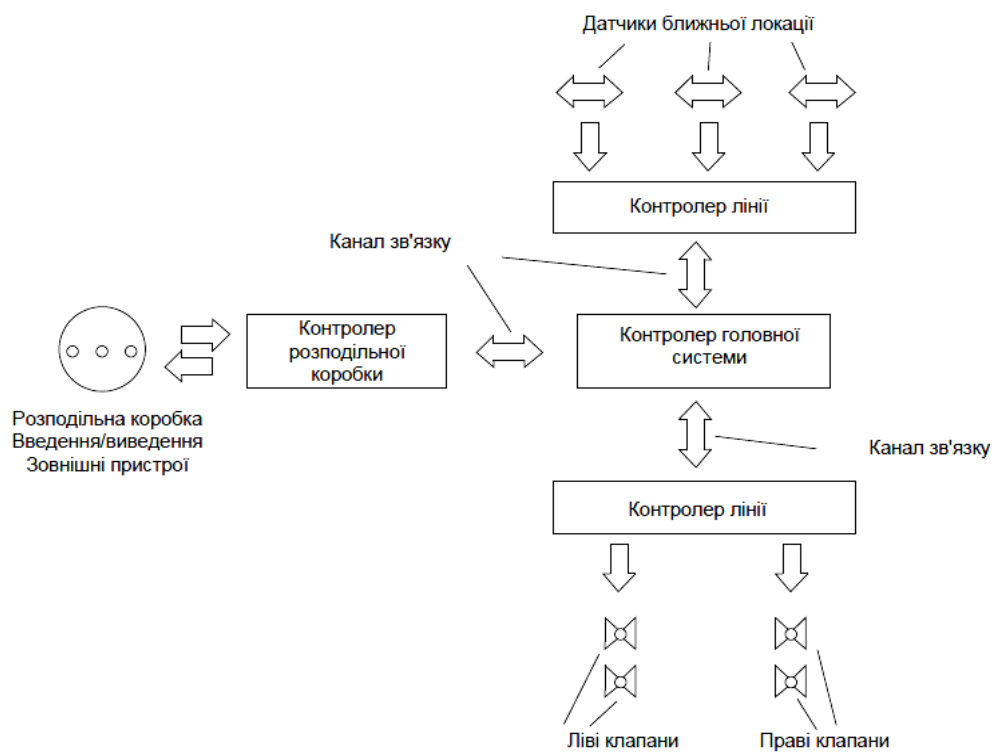 Датчики ближньої локації
Контролер лінії
Канал зв'язку
Контролер
розподільної
коробки
Контролер головної
системи
Розподільна коробка
Введення/виведення
Зовнішні пристрої
Канал зв'язку
Контролер лінії
Ліві клапани
Праві клапани